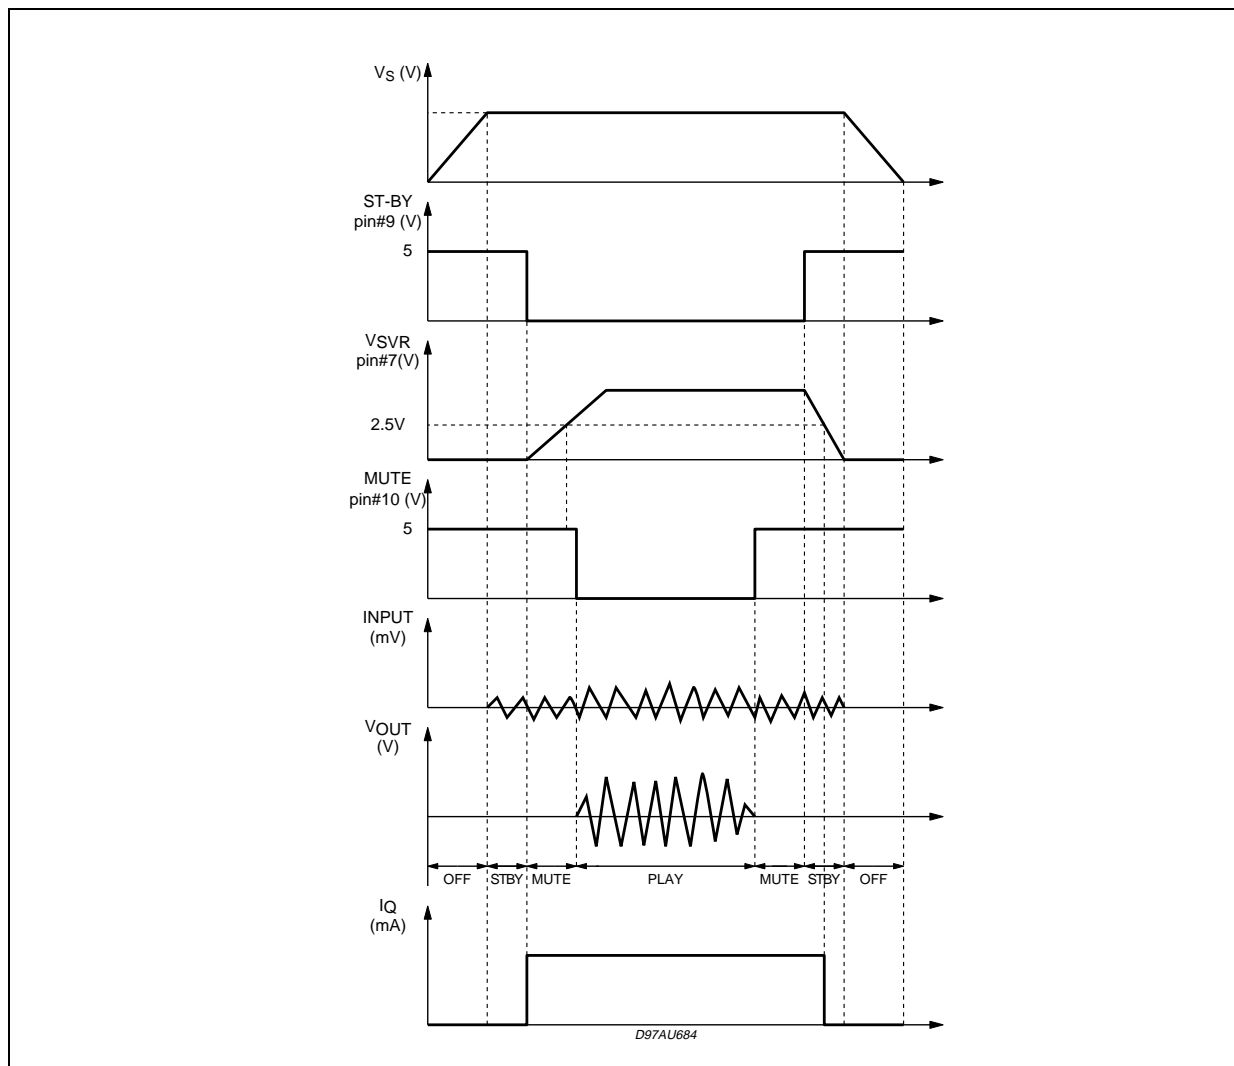 VS (V)
ST-BY
pin#9 (V)
5
VSVR
pin#7(V)
2.5V
MUTE
pin#10 (V)
5
INPUT
(mV)
VOUT
(V)
OFF STBY MUTE PLAY MUTE STBY OFF
IQ
(mA)
D97AU684